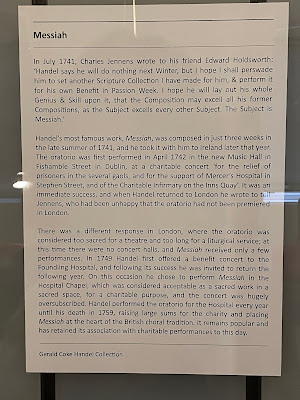 Messiah
In July 1741, Charles Jennens wrote to his friend Edward Holdsworth:
'Handel says he will do nothing next Winter, but I hope I shall perswade
him to set another Scripture Collection I have made for him, & perform it
for his own Benefit in Passion Week. I hope he will lay out his whole
Genius & Skill upon it, that the Composition may excell all his former
Compositions, as the Subject excells every other Subject. The Subject is
Messiah.'
Handel's most famous work, Messiah, was composed in just three weeks in
the late summer of 1741, and he took it with him to Ireland later that year.
The oratorio was first performed in April 1742 in the new Music Hall in
Fishamble Street in Dublin, at a charitable concert 'for the relief of
prisoners in the several gaols, and for the support of Mercer's Hospital in
Stephen Street, and of the Charitable Infirmary on the Inns Quay'. It was an
immediate success, and when Handel returned to London he wrote to
Jennens, who had been unhappy that the oratorio had not been premiered
in London.
There was a different response in London, where the oratorio was
considered too sacred for a theatre and too long for a liturgical service; at
this time there were no concert halls, and Messiah received only a few
performances. In 1749 Handel first offered a benefit concert to the
Foundling Hospital, and following its success he was invited to return the
following year. On this occasion he chose to perform Messiah in the
Hospital Chapel, which was considered acceptable as a sacred work in a
sacred space, for a charitable purpose, and the concert was hugely
oversubscribed. Handel performed the oratorio for the Hospital every year
until his death in 1759, raising large sums for the charity and placing
Messiah at the heart of the British choral tradition. It remains popular and
has retained its association with charitable performances to this day.
Gerald Coke Handel Collection